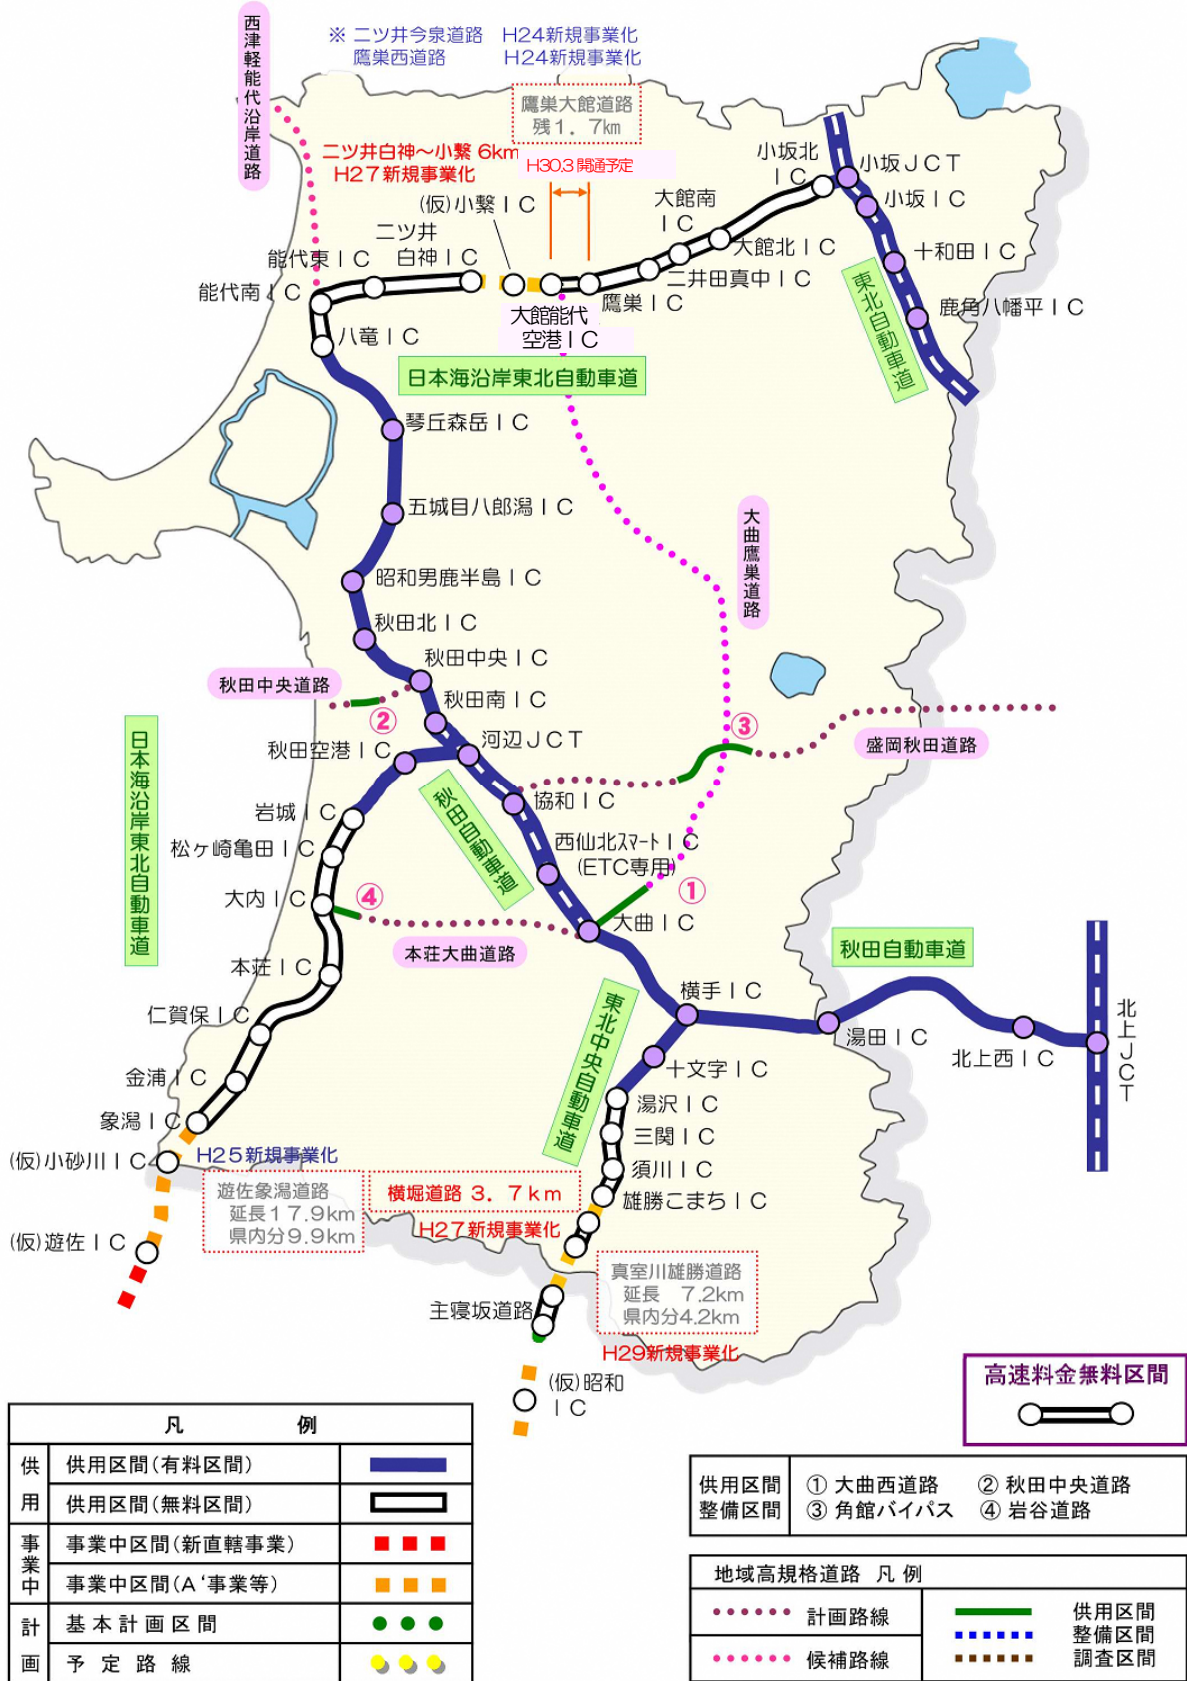 西津軽能代沿岸道路
※ 二ツ井今泉道路 H24新規事業化
鷹巣西道路 H24新規事業化
鷹巣大館道路
残1.7km
二ツ井白神～小繋 6km
H27新規事業化
H30.3 開通予定
(仮)小繋IC
小坂北
IC
小坂JCT
小坂IC
大館南
IC
大館北IC
十和田IC
二ツ井
白神IC
能代東IC
能代南IC
二井田真中IC
鷹巣IC
鹿角八幡平IC
東北自動車道
大館能代
空港IC
八竜IC
日本海沿岸東北自動車道
琴丘森岳IC
五城目八郎潟IC
大曲鷹巣道路
昭和男鹿半島IC
秋田北IC
秋田中央IC
秋田中央道路
秋田南IC
②
③
河辺JCT
盛岡秋田道路
秋田空港IC
日本海沿岸東北自動車道
岩城IC
秋田自動車道
協和IC
松ヶ崎亀田IC
西仙北スマートIC
(ETC専用)
大内IC
④
①
大曲IC
本荘大曲道路
秋田自動車道
本荘IC
横手IC
仁賀保IC
湯田IC
北上西IC
北上JCT
東北中央自動車道
十文字IC
金浦IC
湯沢IC
象潟IC
三関IC
(仮)小砂川IC
H25新規事業化
須川IC
遊佐象潟道路
延長17.9km
県内分9.9km
横堀道路 3.7km
雄勝こまちIC
H27新規事業化
(仮)遊佐IC
真室川雄勝道路
延長 7.2km
県内分4.2km
主寝坂道路
H29新規事業化
(仮)昭和
IC
高速料金無料区間
凡 例
供用
供用区間(有料区間)
供用区間(無料区間)
事業中
事業中区間(新直轄事業)
事業中区間(A‘事業等)
計画
基本計画区間
予定路線
供用区間
整備区間
① 大曲西道路 ② 秋田中央道路
③ 角館バイパス ④ 岩谷道路
地域高規格道路 凡 例
計画路線
候補路線
供用区間
整備区間
調査区間